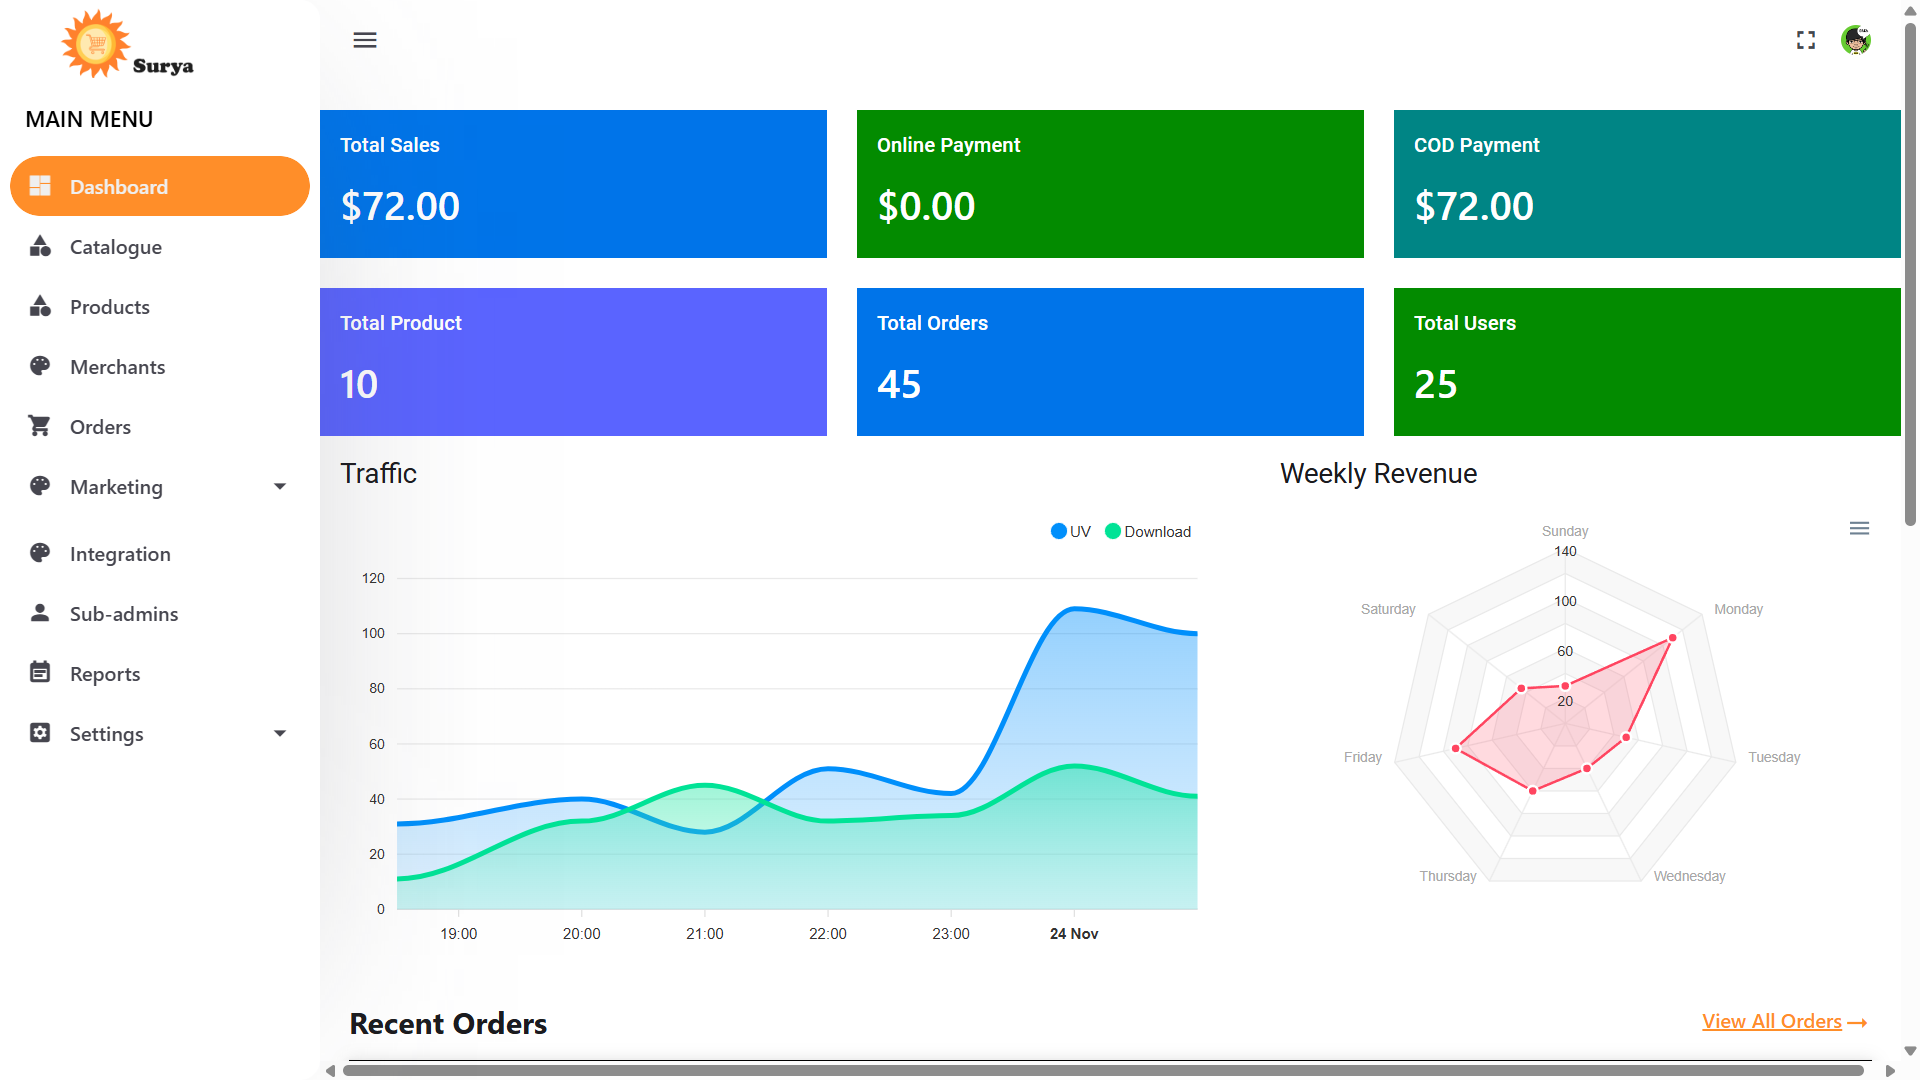 Surya
MAIN MENU
Dashboard
Catalogue
Products
Merchants
Orders
Marketing
Integration
Sub-admins
Reports
Settings
Total Sales
$72.00
Online Payment
$0.00
COD Payment
$72.00
Total Product
10
Total Orders
45
Total Users
25
Traffic
UV Download
120
100
80
60
40
20
0
19:00 20:00 21:00 22:00 23:00 24 Nov
Weekly Revenue
Sunday
140
100
60
20
Monday
Tuesday
Wednesday
Thursday
Friday
Saturday
Recent Orders
View All Orders